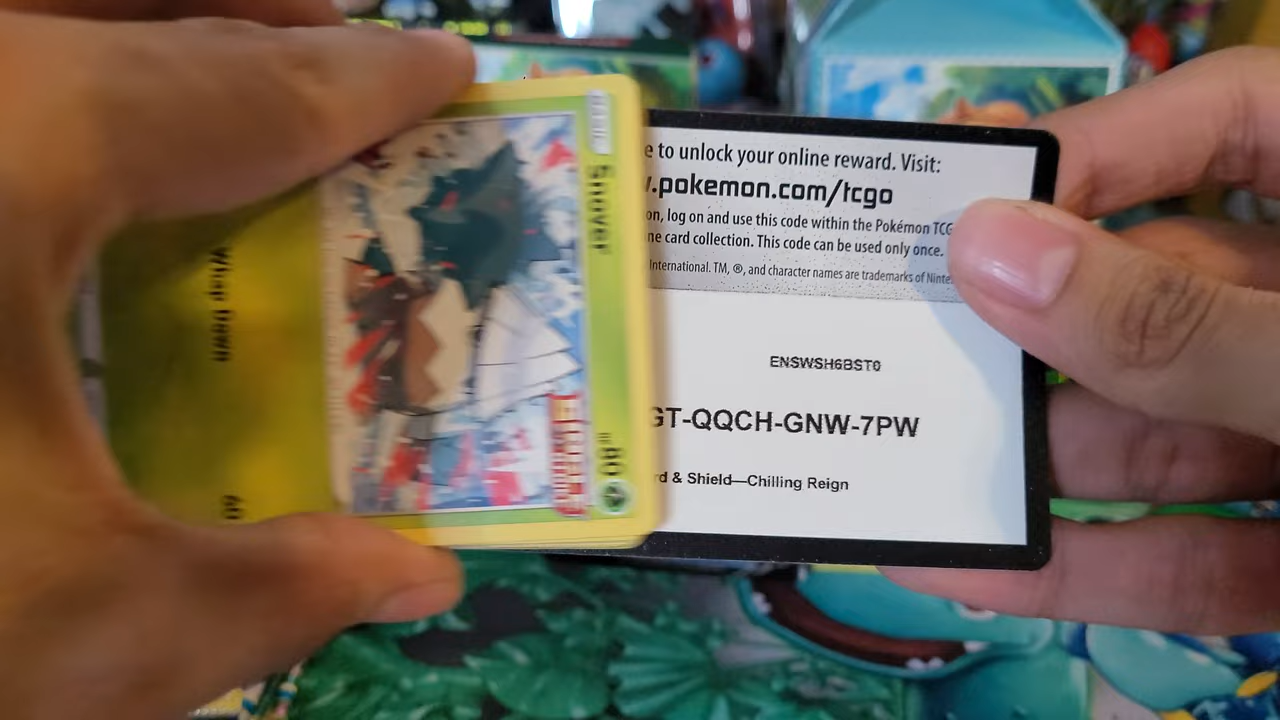 e to unlock your online reward. Visit:
.pokemon.com/tcgo
on, log on and use this code within the Pokémon TCG
ne card collection. This code can be used only once.
International. TM, ®, and character names are trademarks of Ninte
ENSWSH6BST0
GT-QQCH-GNW-7PW
rd & Shield—Chilling Reign
Snover
80